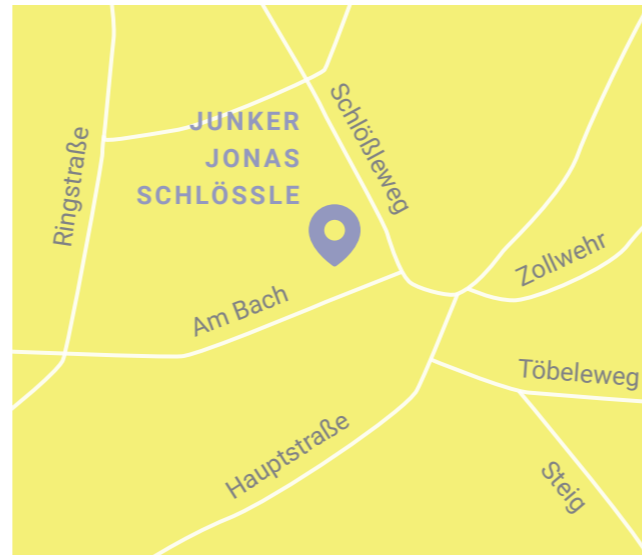 JUNKER
JONAS
SCHLÖSSLE
Schlößleweg
Ringstraße
Zollwehr
Am Bach
Töbeleweg
Hauptstraße
Steig